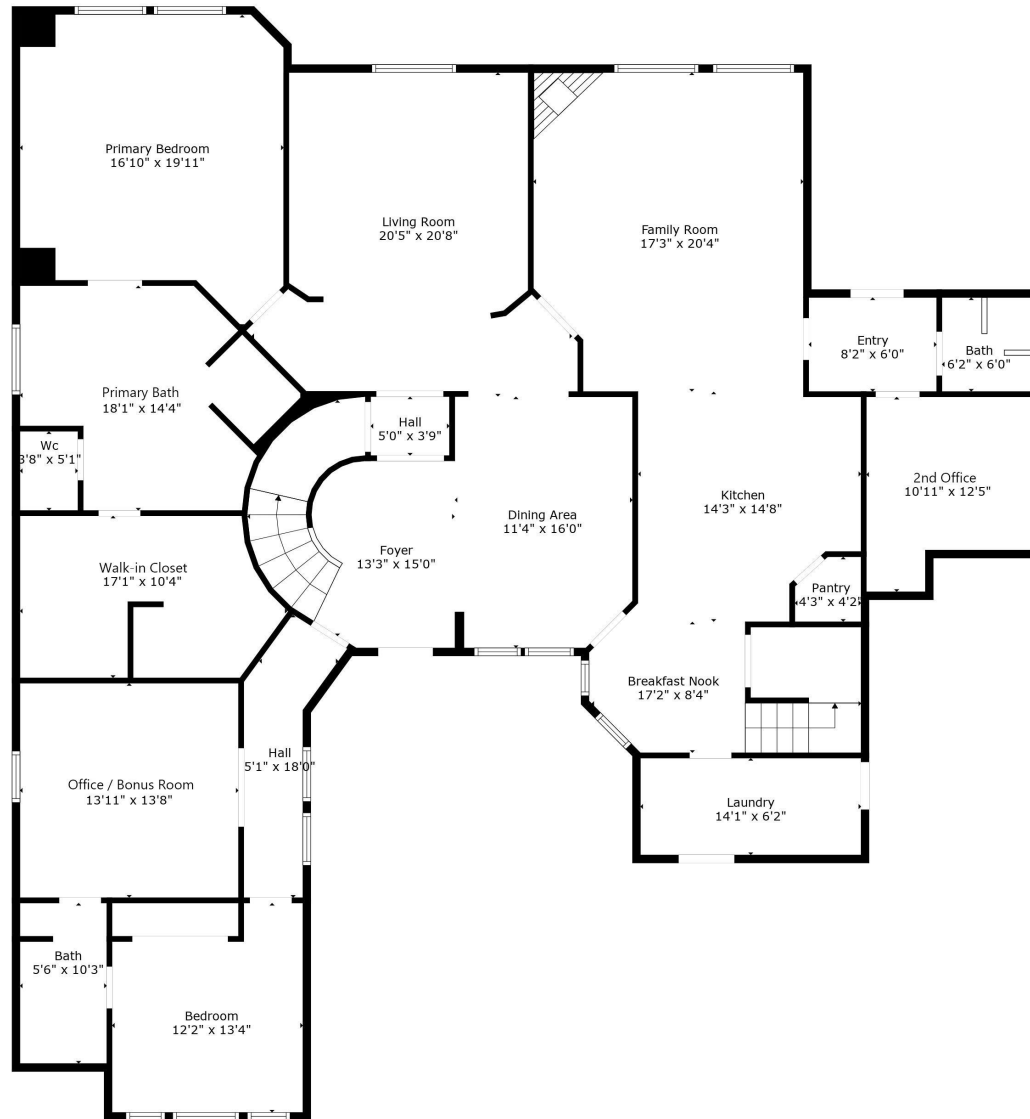 Primary Bedroom
16'10" x 19'11"
Living Room
20'5" x 20'8"
Family Room
17'3" x 20'4"
Entry
8'2" x 6'0"
Bath
6'2" x 6'0"
Primary Bath
18'1" x 14'4"
Hall
5'0" x 3'9"
Wc
3'8" x 5'1"
2nd Office
10'11" x 12'5"
Kitchen
14'3" x 14'8"
Dining Area
11'4" x 16'0"
Foyer
13'3" x 15'0"
Walk-in Closet
17'1" x 10'4"
Pantry
4'3" x 4'2"
Breakfast Nook
17'2" x 8'4"
Hall
5'1" x 18'0"
Office / Bonus Room
13'11" x 13'8"
Laundry
14'1" x 6'2"
Bath
5'6" x 10'3"
Bedroom
12'2" x 13'4"